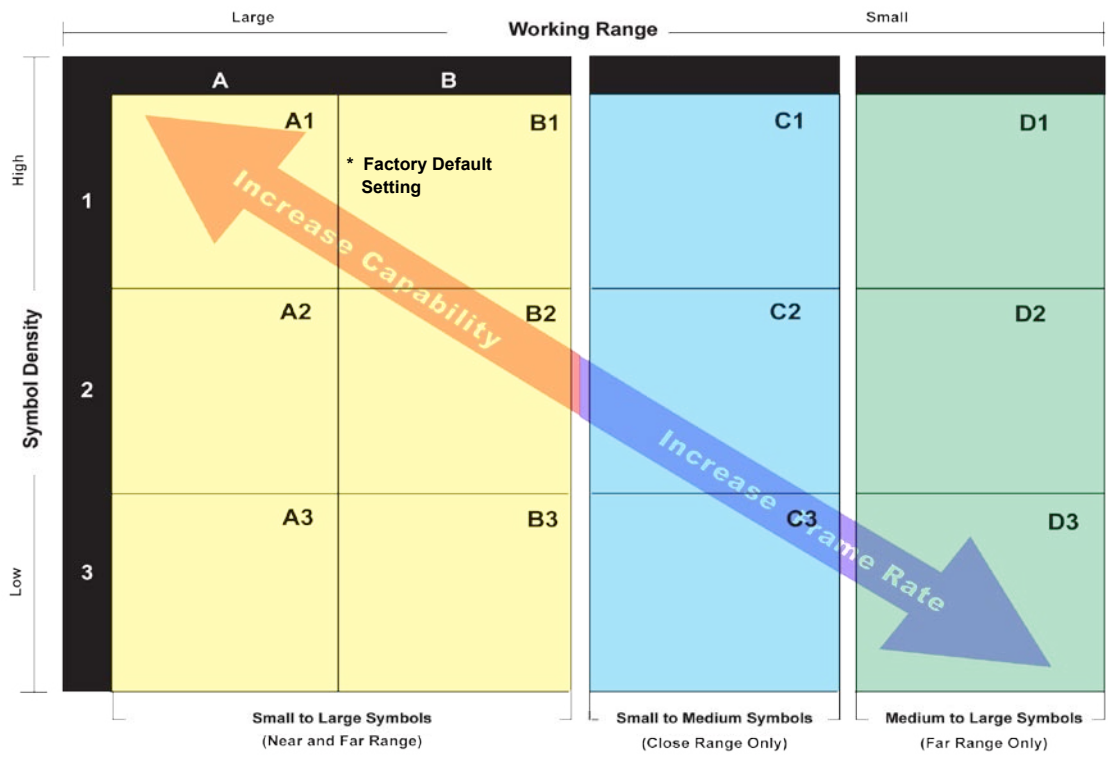 Large
Working Range
Small
A
B
High
Symbol Density
Low
1
2
3
A1
B1
C1
D1
* Factory Default
Setting
Increase Capability
A2
B2
C2
D2
Increase Frame Rate
A3
B3
C3
D3
Small to Large Symbols
(Near and Far Range)
Small to Medium Symbols
(Close Range Only)
Medium to Large Symbols
(Far Range Only)